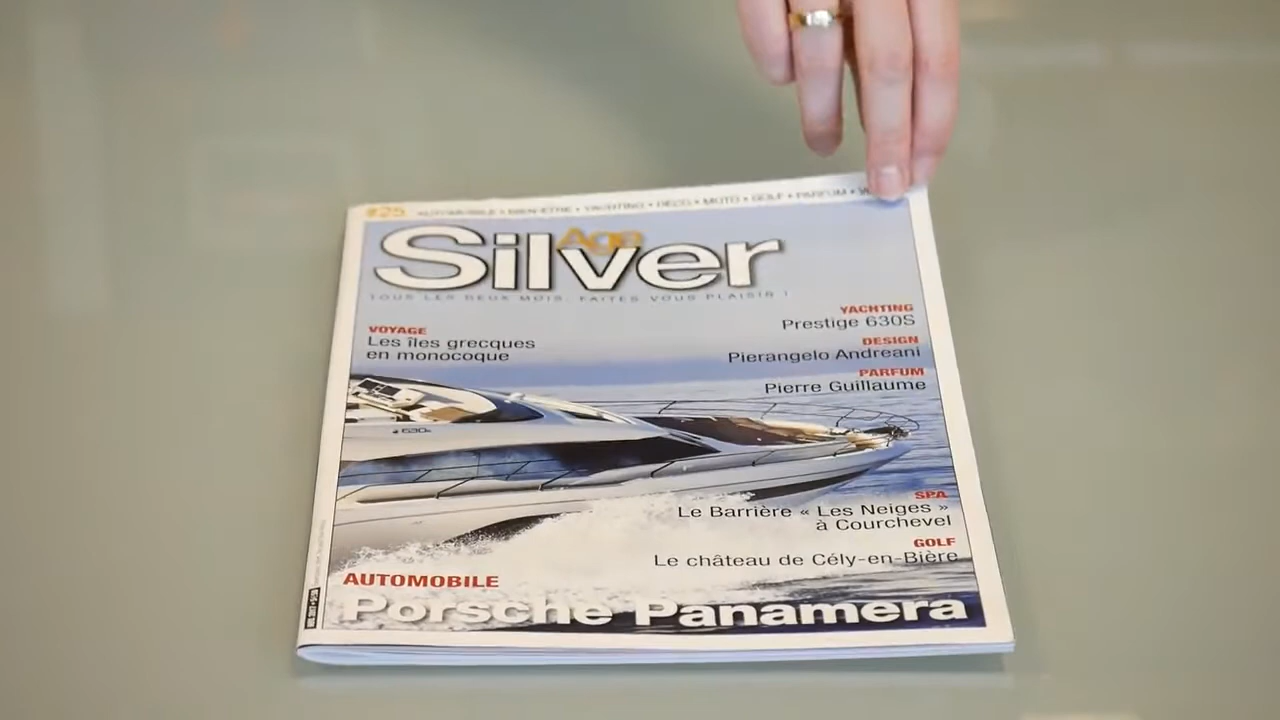 #25 AUTOMOBILE • BIEN-ETRE • YACHTING • DÉCO • MOTO • GOLF • PARFUM •
Silver
Age
TOUS LES DEUX MOIS, FAITES VOUS PLAISIR !
VOYAGE
Les îles grecques
en monocoque
YACHTING
Prestige 630S
DESIGN
Pierangelo Andreani
PARFUM
Pierre Guillaume
630s
SPA
Le Barrière « Les Neiges »
à Courchevel
GOLF
Le château de Cély-en-Bière
AUTOMOBILE
Porsche Panamera